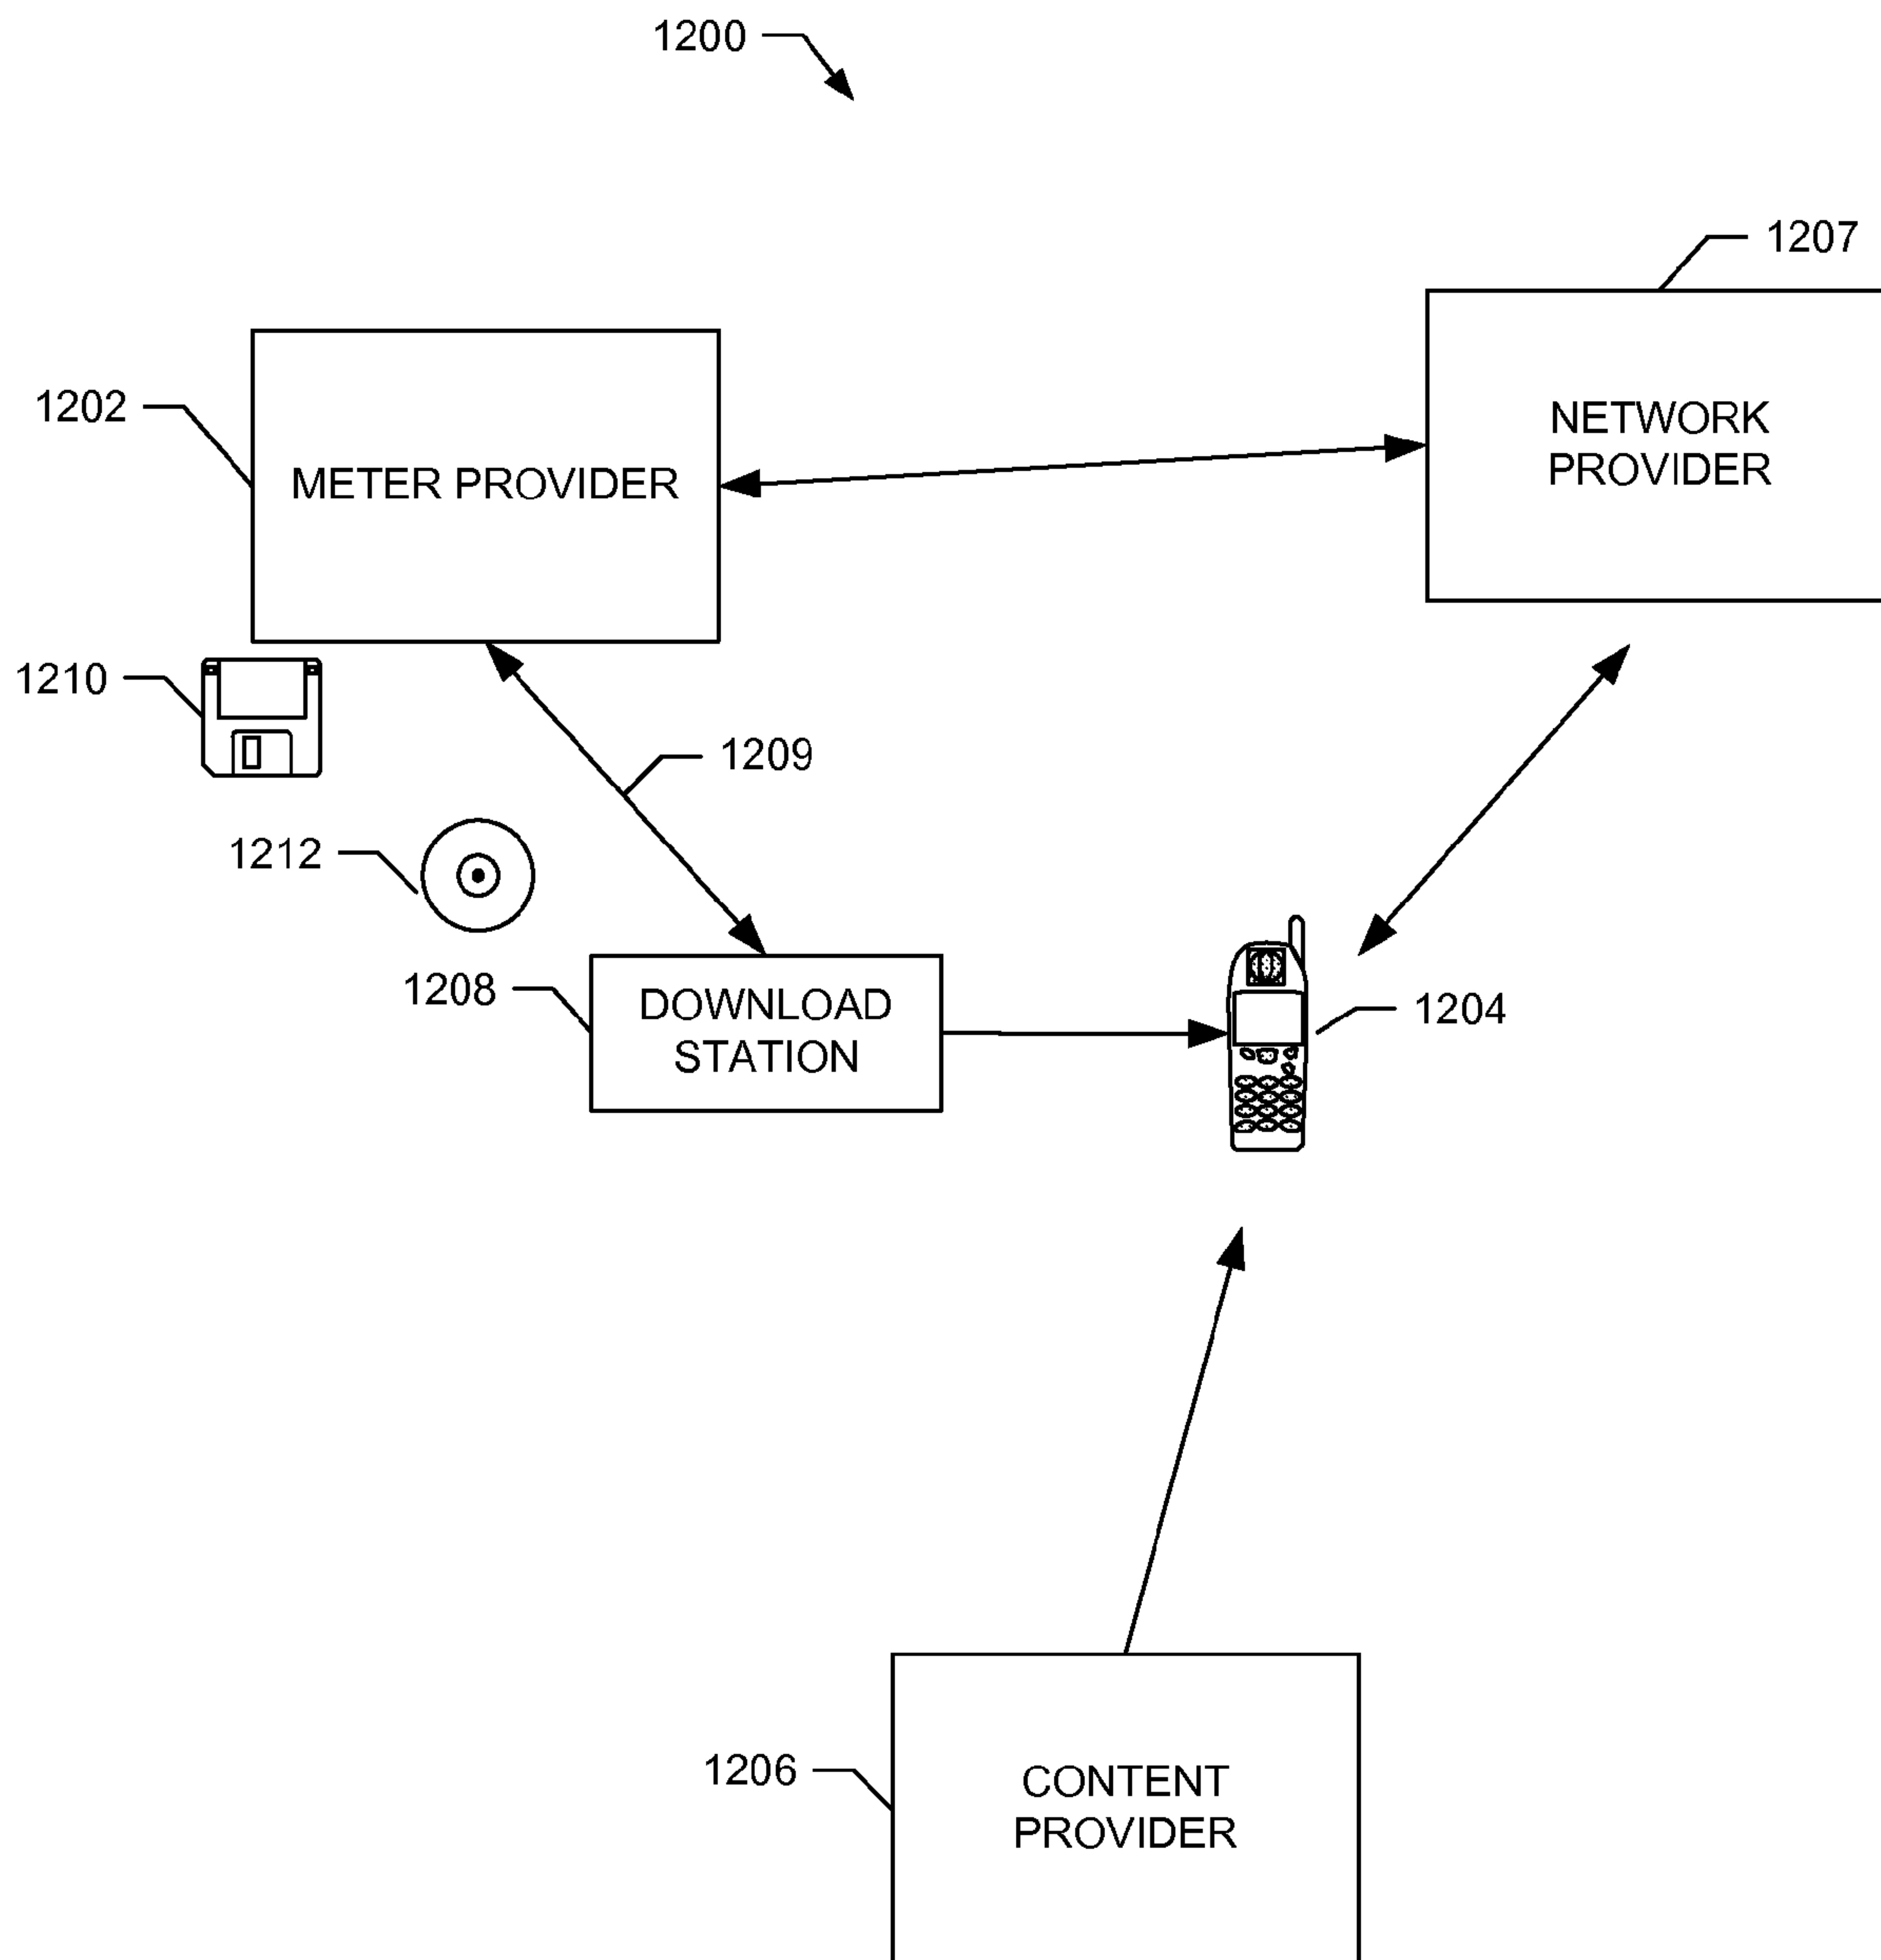 1200
1207
1202
METER PROVIDER
NETWORK
PROVIDER
1210
1209
1212
1208
DOWNLOAD
STATION
1204
1206
CONTENT
PROVIDER